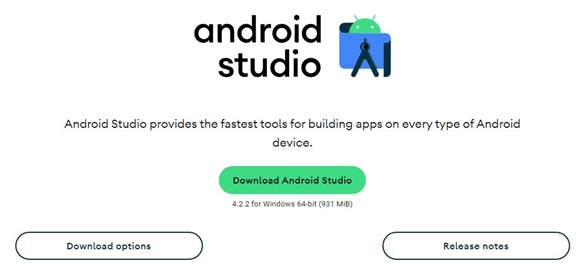 android
studio
Android Studio provides the fastest tools for building apps on every type of Android
device.
Download Android Studio
4.2.2 for Windows 64-bit (931 MiB)
Download options
Release notes